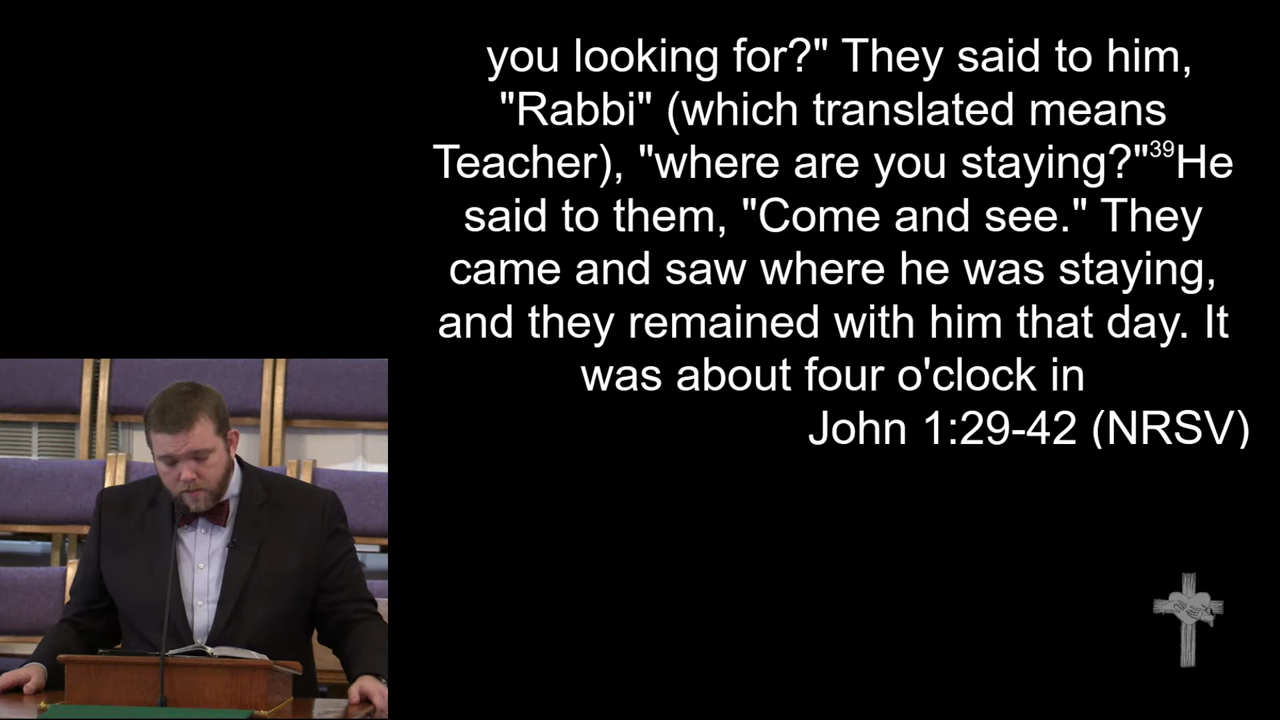 you looking for?" They said to him,
"Rabbi" (which translated means
Teacher), "where are you staying?"39He
said to them, "Come and see." They
came and saw where he was staying,
and they remained with him that day. It
was about four o'clock in
John 1:29-42 (NRSV)